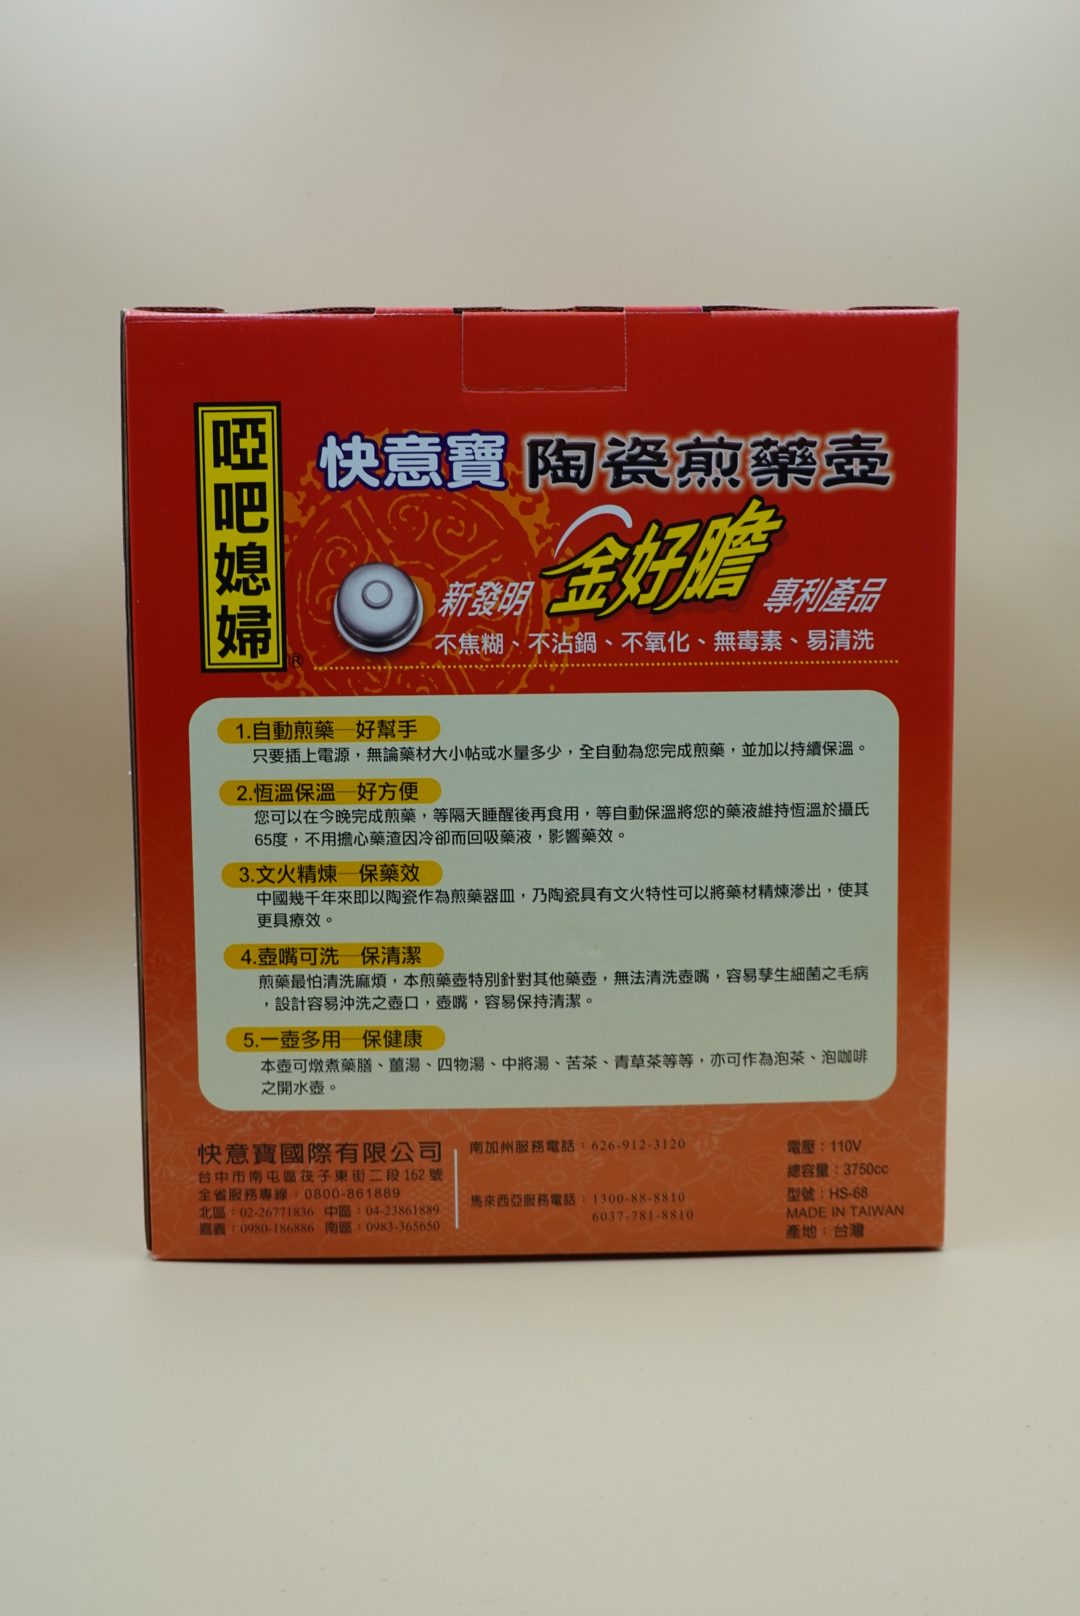 啞吧媳婦
®
快意寶 陶瓷煎藥壺
新發明 金好膽 專利產品
不焦糊、不沾鍋、不氧化、無毒素、易清洗
1.自動煎藥—好幫手
只要插上電源,無論藥材大小帖或水量多少,全自動為您完成煎藥,並加以持續保溫。
2.恆溫保溫—好方便
您可以在今晚完成煎藥,等隔天睡醒後再食用,等自動保溫將您的藥液維持恆溫於攝氏
65度,不用擔心藥渣因冷卻而回吸藥液,影響藥效。
3.文火精煉—保藥效
中國幾千年來即以陶瓷作為煎藥器皿,乃陶瓷具有文火特性可以將藥材精煉滲出,使其
更具療效。
4.壺嘴可洗—保清潔
煎藥最怕清洗麻煩,本煎藥壺特別針對其他藥壺,無法清洗壺嘴,容易孳生細菌之毛病
,設計容易沖洗之壺口,壺嘴,容易保持清潔。
5.一壺多用—保健康
本壺可燉煮藥膳、薑湯、四物湯、中將湯、苦茶、青草茶等等,亦可作為泡茶、泡咖啡
之開水壺。
快意寶國際有限公司
台中市南屯區筏子東街二段162號
全省服務專線:0800-861889
北區:02-26771836 中區:04-23861889
嘉義:0980-186886 南區:0983-365650
南加州服務電話:626-912-3120
馬來西亞服務電話:1300-88-8810
6037-781-8810
電壓:110V
總容量:3750cc
型號:HS-68
MADE IN TAIWAN
產地:台灣